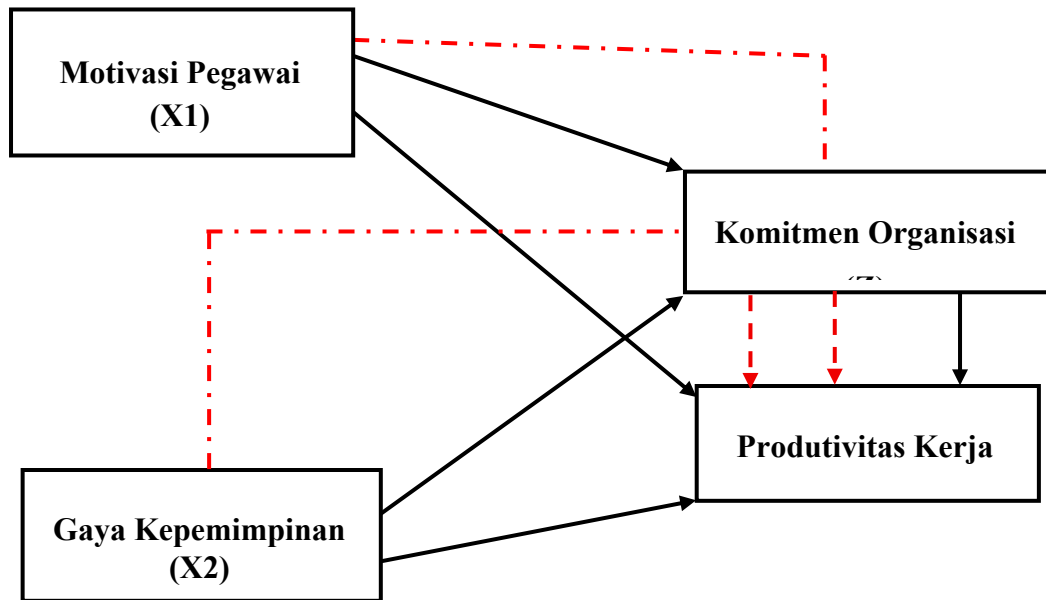 Motivasi Pegawai
(X1)
Komitmen Organisasi
Produtivitas Kerja
Gaya Kepemimpinan
(X2)